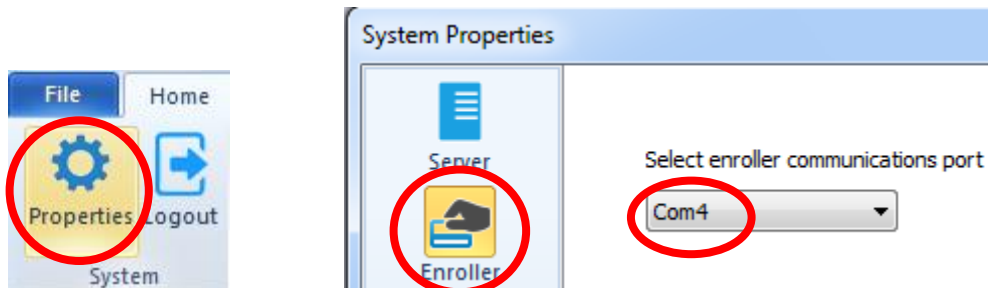 File Home
Properties Logout
System
System Properties
Server
Enroller
Select enroller communications port
Com4